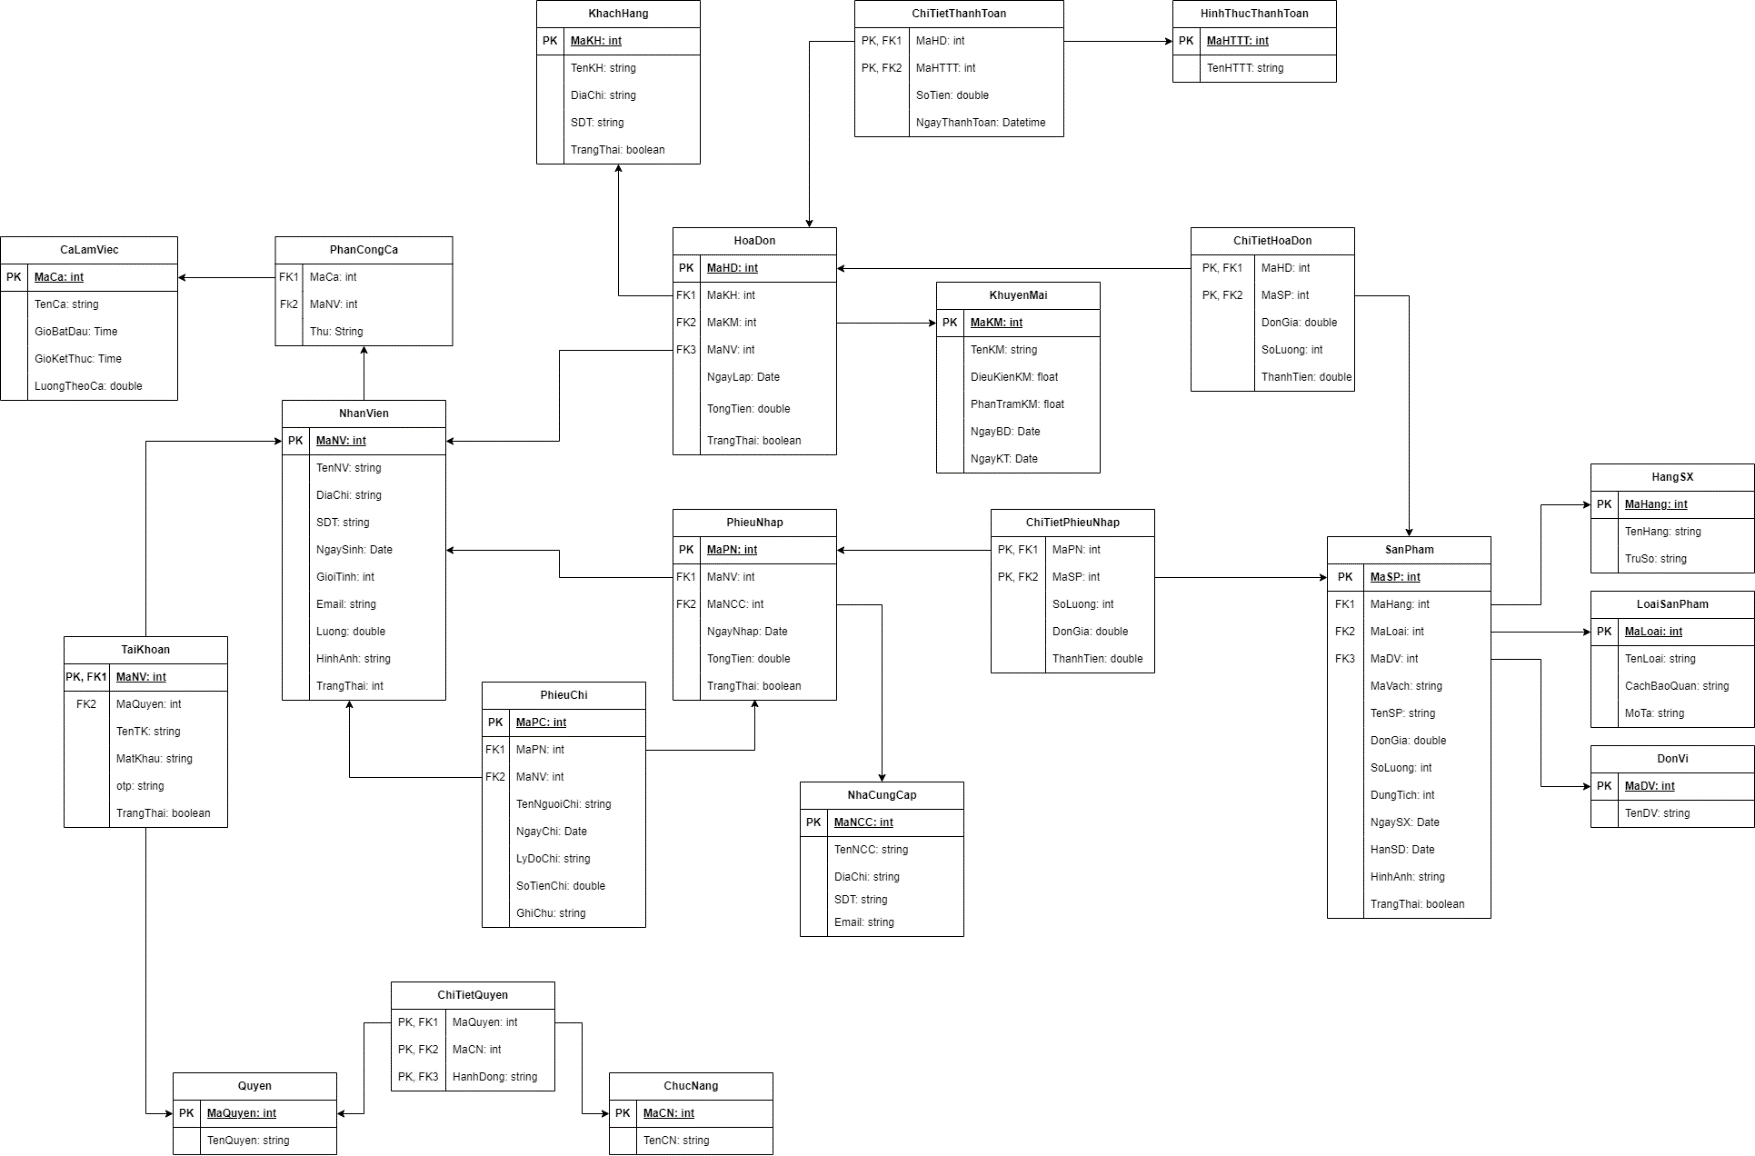 KhachHang
PK MaKH: int
TenKH: string
DiaChi: string
SDT: string
TrangThai: boolean
ChiTietThanhToan
PK, FK1 MaHD: int
PK, FK2 MaHTTT: int
SoTien: double
NgayThanhToan: Datetime
HinhThucThanhToan
PK MaHTTT: int
TenHTTT: string
CaLamViec
PK MaCa: int
TenCa: string
GioBatDau: Time
GioKetThuc: Time
LuongTheoCa: double
PhanCongCa
FK1 MaCa: int
Fk2 MaNV: int
Thu: String
HoaDon
PK MaHD: int
FK1 MaKH: int
FK2 MaKM: int
FK3 MaNV: int
NgayLap: Date
TongTien: double
TrangThai: boolean
KhuyenMai
PK MaKM: int
TenKM: string
DieuKienKM: float
PhanTramKM: float
NgayBD: Date
NgayKT: Date
ChiTietHoaDon
PK, FK1 MaHD: int
PK, FK2 MaSP: int
DonGia: double
SoLuong: int
ThanhTien: double
NhanVien
PK MaNV: int
TenNV: string
DiaChi: string
SDT: string
NgaySinh: Date
GioiTinh: int
Email: string
Luong: double
HinhAnh: string
TrangThai: int
PhieuNhap
PK MaPN: int
FK1 MaNV: int
FK2 MaNCC: int
NgayNhap: Date
TongTien: double
TrangThai: boolean
ChiTietPhieuNhap
PK, FK1 MaPN: int
PK, FK2 MaSP: int
SoLuong: int
DonGia: double
ThanhTien: double
SanPham
PK MaSP: int
FK1 MaHang: int
FK2 MaLoai: int
FK3 MaDV: int
MaVach: string
TenSP: string
DonGia: double
SoLuong: int
DungTich: int
NgaySX: Date
HanSD: Date
HinhAnh: string
TrangThai: boolean
HangSX
PK MaHang: int
TenHang: string
TruSo: string
LoaiSanPham
PK MaLoai: int
TenLoai: string
CachBaoQuan: string
MoTa: string
DonVi
PK MaDV: int
TenDV: string
TaiKhoan
PK, FK1 MaNV: int
FK2 MaQuyen: int
TenTK: string
MatKhau: string
otp: string
TrangThai: boolean
PhieuChi
PK MaPC: int
FK1 MaPN: int
FK2 MaNV: int
TenNguoiChi: string
NgayChi: Date
LyDoChi: string
SoTienChi: double
GhiChu: string
NhaCungCap
PK MaNCC: int
TenNCC: string
DiaChi: string
SDT: string
Email: string
ChiTietQuyen
PK, FK1 MaQuyen: int
PK, FK2 MaCN: int
PK, FK3 HanhDong: string
Quyen
PK MaQuyen: int
TenQuyen: string
ChucNang
PK MaCN: int
TenCN: string